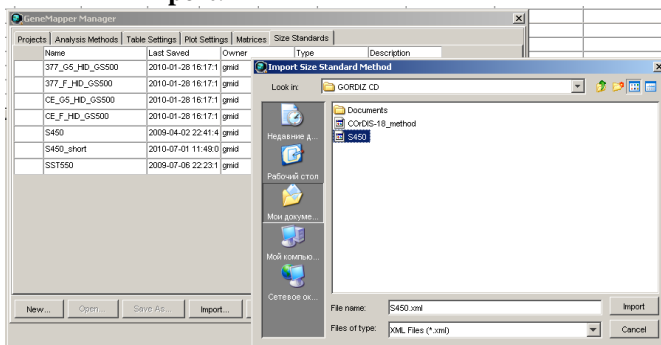 GeneMapper Manager
Projects Analysis Methods Table Settings Plot Settings Matrices Size Standards
Name Last Saved Owner Type Description
377_G5_HID_GS500 2010-01-28 16:17:1 gmid
377_F_HID_GS500 2010-01-28 16:17:1 gmid
CE_G5_HID_GS500 2010-01-28 16:17:1 gmid
CE_F_HID_GS500 2010-01-28 16:17:1 gmid
S450 2009-04-02 22:41:4 gmid
S450_short 2010-07-01 11:49:0 gmid
SST550 2009-07-06 22:23:1 gmid
New... Open... Save As... Import...
Import Size Standard Method
Look in: GORDIZ CD
Недавние д...
Рабочий стол
Мои докуме...
Мой компью...
Сетевое ок...
Documents
COrDIS-18_method
S450
File name: S450.xml Import
Files of type: XML Files (*.xml) Cancel